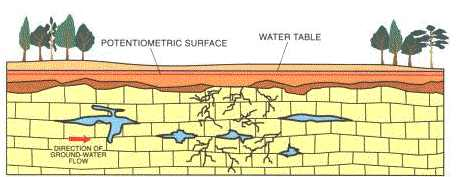 POTENTIOMETRIC SURFACE
WATER TABLE
DIRECTION OF
GROUND-WATER
FLOW